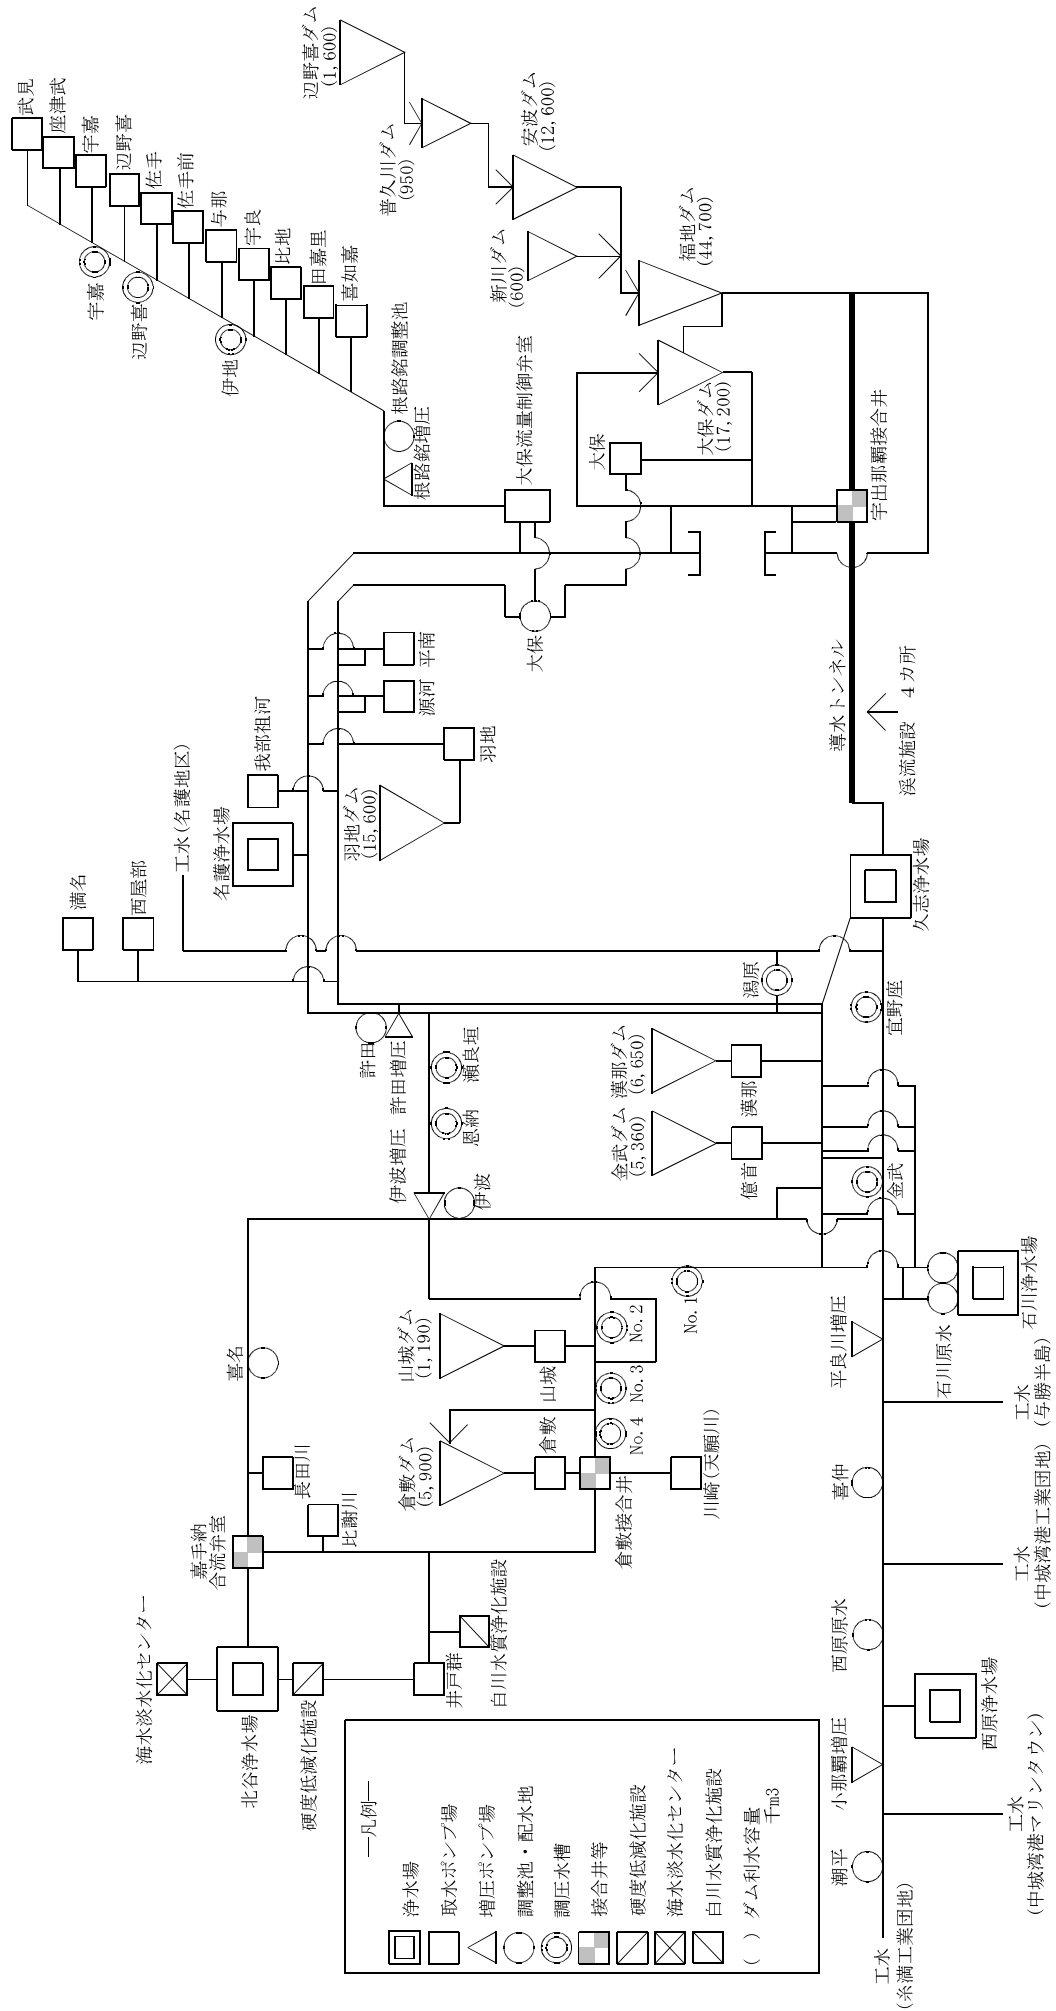 海水淡水化センター
北谷浄水場
硬度低減化施設
嘉手納
合流弁室
長田川
比謝川
喜名
井戸群
白川水質浄化施設
倉敷ダム
(5,900)
倉敷
倉敷接合井
川崎(天願川)
山城ダム
(1,190)
山城
No.4
No.3
No.2
No.1
満名
西屋部
工水(名護地区)
名護浄水場
我部祖河
羽地ダム
(15,600)
羽地
源河
平南
許田
許田増圧
伊波増圧
伊波
恩納
瀬良垣
漢那ダム
(6,650)
漢那
金武ダム
(5,360)
億首
潟原
宜野座
金武
武見
座津武
宇嘉
辺野喜
佐手
佐手前
与那
宇良
比地
田嘉里
喜如嘉
宇嘉
辺野喜
伊地
根路銘調整池
根路銘増圧
大保流量制御弁室
大保
大保
辺野喜ダム
(1,600)
普久川ダム
(950)
安波ダム
(12,600)
新川ダム
(600)
福地ダム
(44,700)
大保ダム
(17,200)
宇出那覇接合井
導水トンネル
渓流施設 4カ所
久志浄水場
石川浄水場
石川原水
平良川増圧
工水
(与勝半島)
喜仲
工水
(中城湾港工業団地)
西原原水
西原浄水場
小那覇増圧
工水
(中城湾港マリンタウン)
潮平
工水
(糸満工業団地)
―凡例―
浄水場
取水ポンプ場
増圧ポンプ場
調整池・配水地
調圧水槽
接合井等
硬度低減化施設
海水淡水化センター
白川水質浄化施設
( ) ダム利水容量
千m3